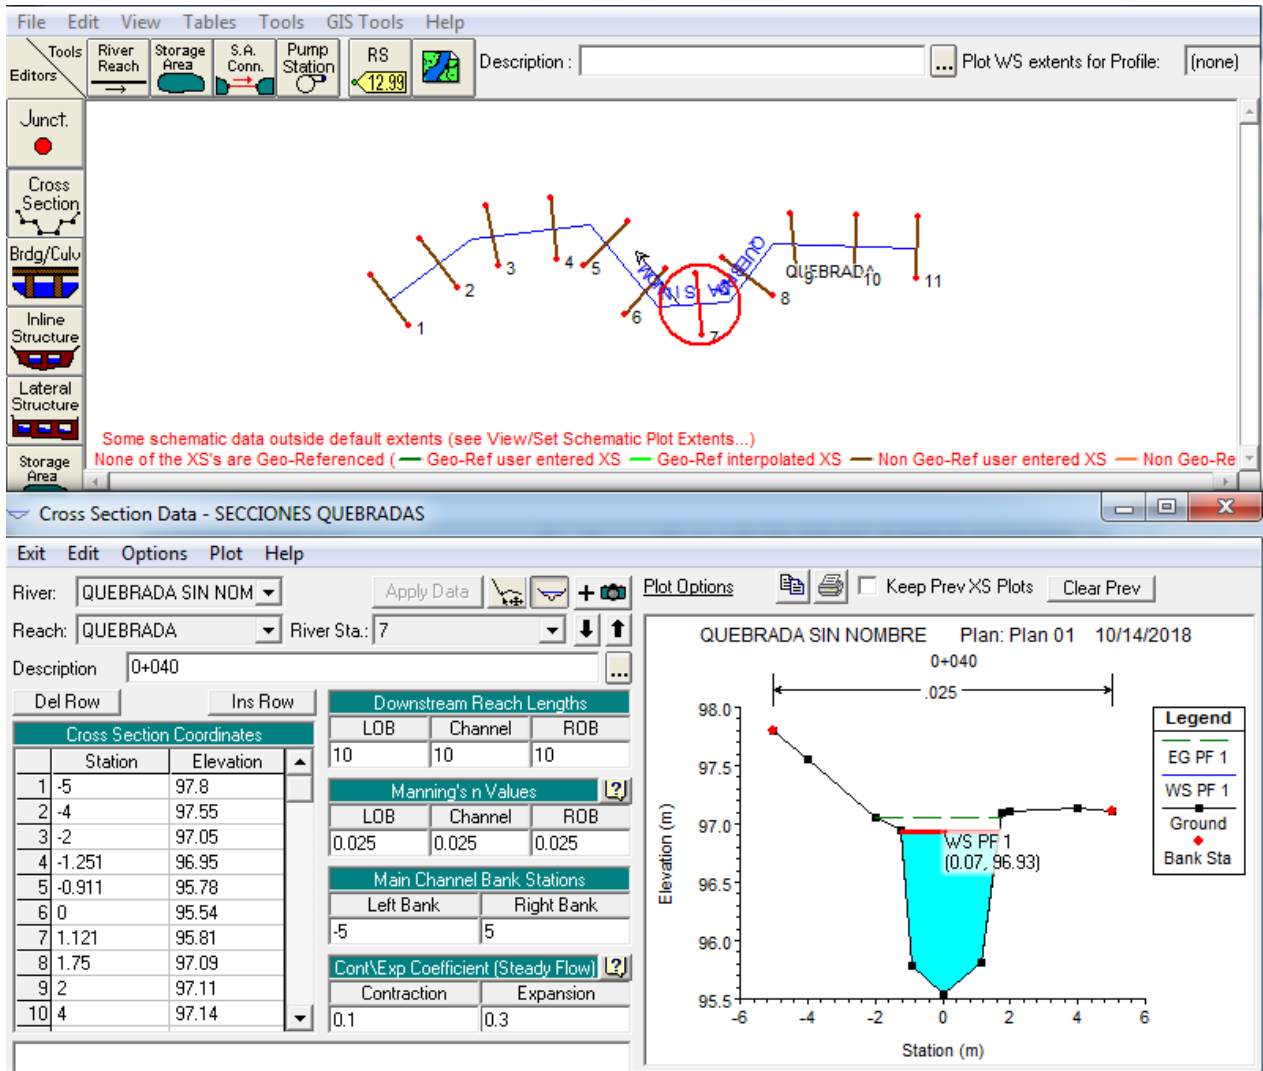 File Edit View Tables Tools GIS Tools Help
Tools
Editors
River Reach
Storage Area
S.A. Conn.
Pump Station
RS
12.99
Description :
...
Plot WS extents for Profile:
(none)
Junct.
Cross Section
Brdg/Culv
Inline Structure
Lateral Structure
Storage Area
1
2
3
4
5
6
7
8
9
10
11
QUEBRADA
Some schematic data outside default extents (see View/Set Schematic Plot Extents...)
None of the XS's are Geo-Referenced ( Geo-Ref user entered XS Geo-Ref interpolated XS Non Geo-Ref user entered XS Non Geo-Re
Cross Section Data - SECCIONES QUEBRADAS
Exit Edit Options Plot Help
River: QUEBRADA SIN NOM
Apply Data
Reach: QUEBRADA River Sta.: 7
Description 0+040 ...
Del Row Ins Row
Cross Section Coordinates
Station Elevation
1 -5 97.8
2 -4 97.55
3 -2 97.05
4 -1.251 96.95
5 -0.911 95.78
6 0 95.54
7 1.121 95.81
8 1.75 97.09
9 2 97.11
10 4 97.14
Downstream Reach Lengths
LOB Channel ROB
10 10 10
Manning's n Values ?
LOB Channel ROB
0.025 0.025 0.025
Main Channel Bank Stations
Left Bank Right Bank
-5 5
Cont\Exp Coefficient (Steady Flow) ?
Contraction Expansion
0.1 0.3
Plot Options Keep Prev XS Plots Clear Prev
QUEBRADA SIN NOMBRE Plan: Plan 01 10/14/2018
0+040
.025
98.0
97.5
97.0
96.5
96.0
95.5
Elevation (m)
-6 -4 -2 0 2 4 6
Station (m)
WS PF 1
(0.07, 96.93)
Legend
EG PF 1
WS PF 1
Ground
Bank Sta